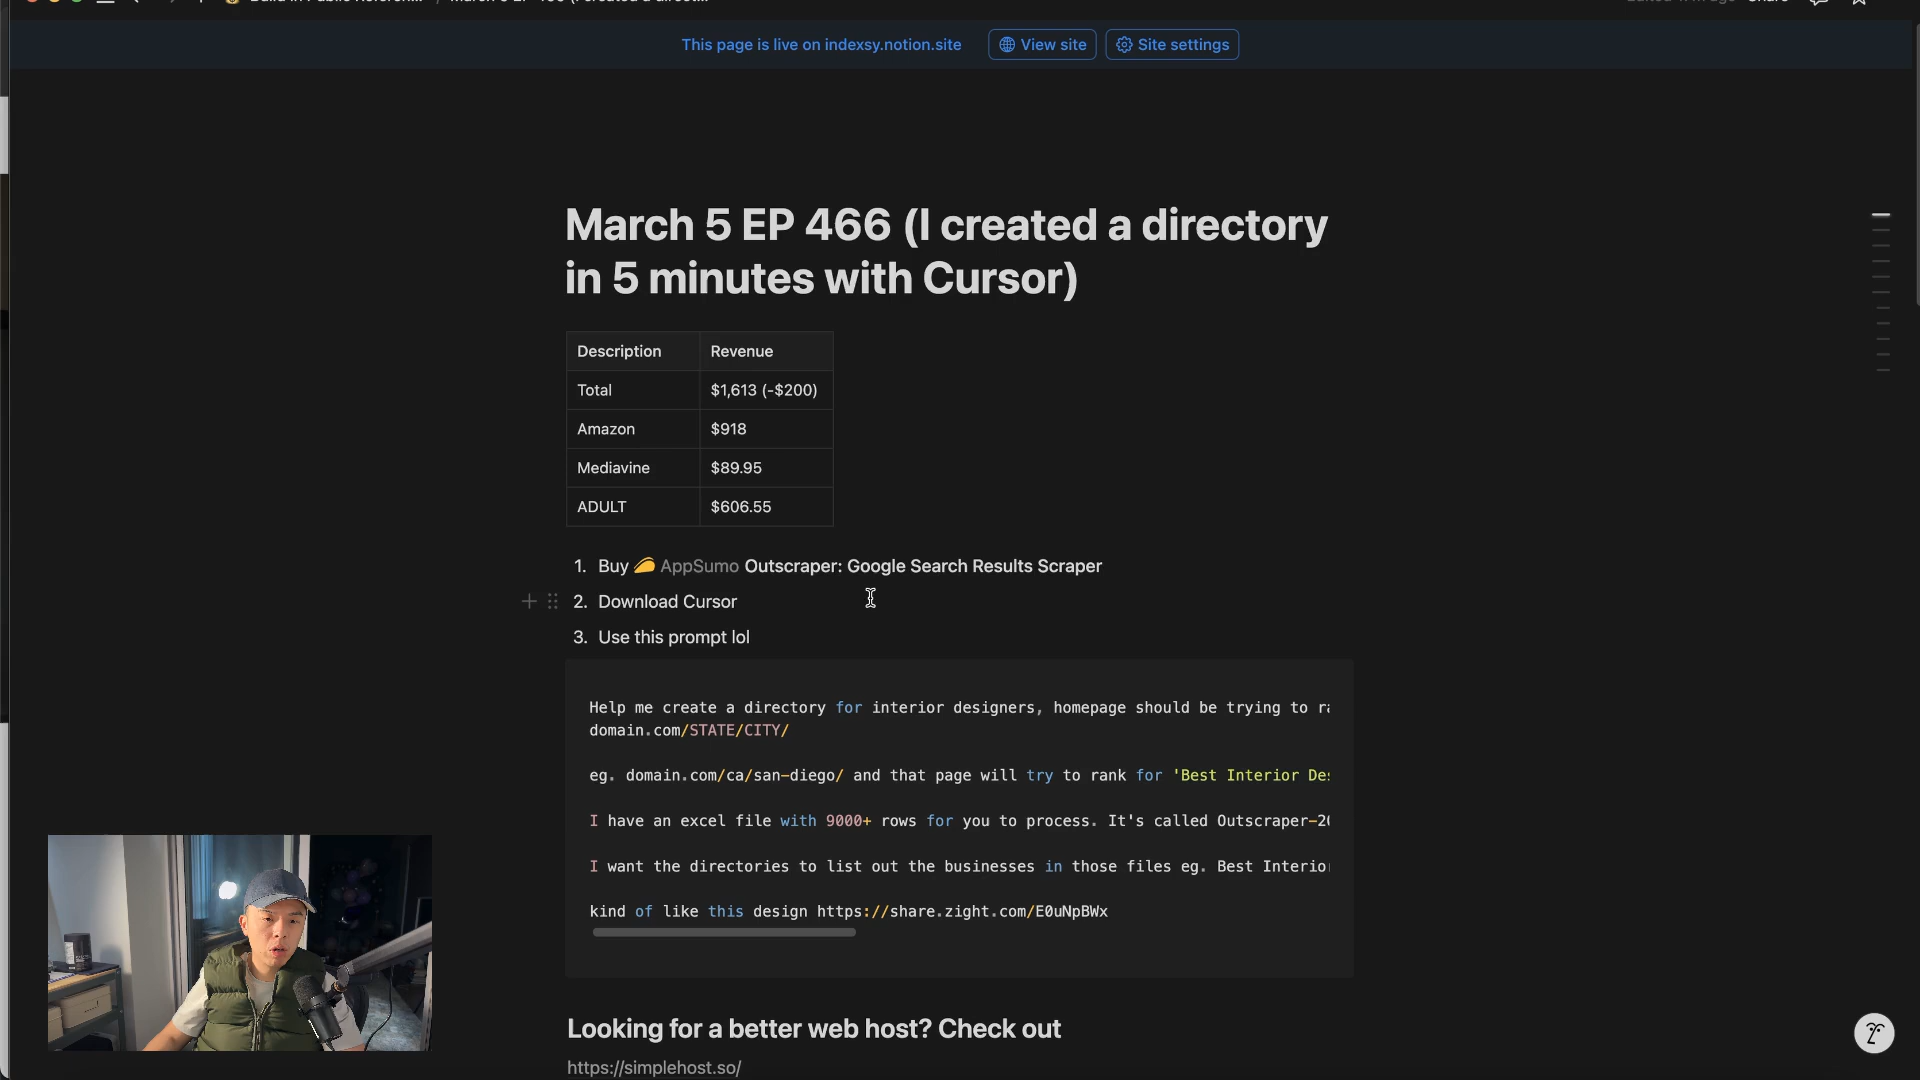 This page is live on indexsy.notion.site
View site
Site settings
March 5 EP 466 (I created a directory
in 5 minutes with Cursor)
Description Revenue
Total $1,613 (-$200)
Amazon $918
Mediavine $89.95
ADULT $606.55
1. Buy AppSumo Outscraper: Google Search Results Scraper
2. Download Cursor
3. Use this prompt lol
Help me create a directory for interior designers, homepage should be trying to
domain.com/STATE/CITY/
eg. domain.com/ca/san-diego/ and that page will try to rank for 'Best Interior
I have an excel file with 9000+ rows for you to process. It's called
I want the directories to list out the businesses in those files eg. Best
kind of like this design https://share.zight.com/E0uNpBWx
Looking for a better web host? Check out
https://simplehost.so/